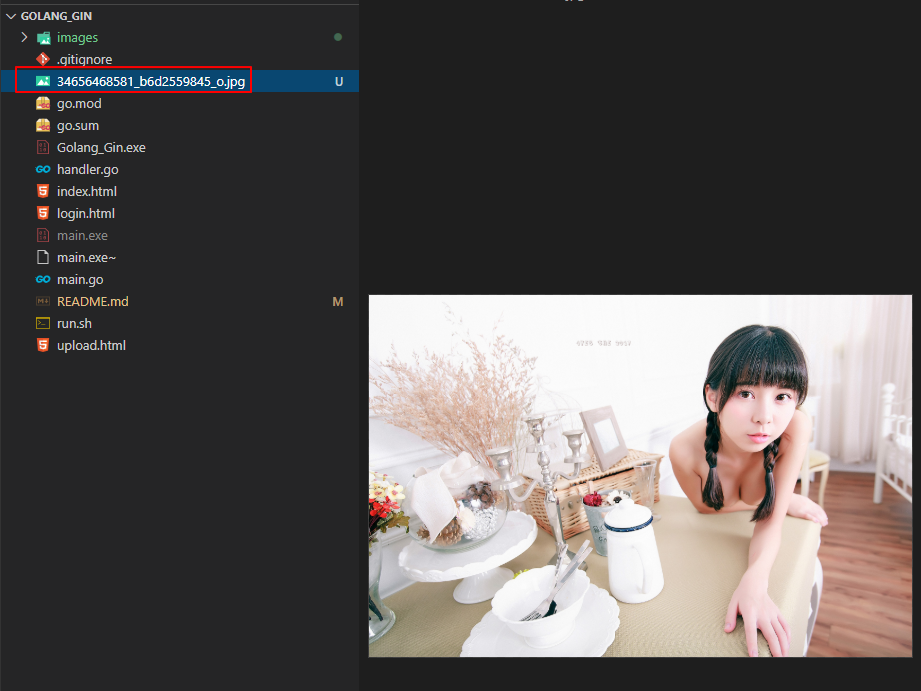 GOLANG_GIN
images
.gitignore
34656468581_b6d2559845_o.jpg U
go.mod
go.sum
Golang_Gin.exe
handler.go
index.html
login.html
main.exe
main.exe~
main.go
README.md M
run.sh
upload.html